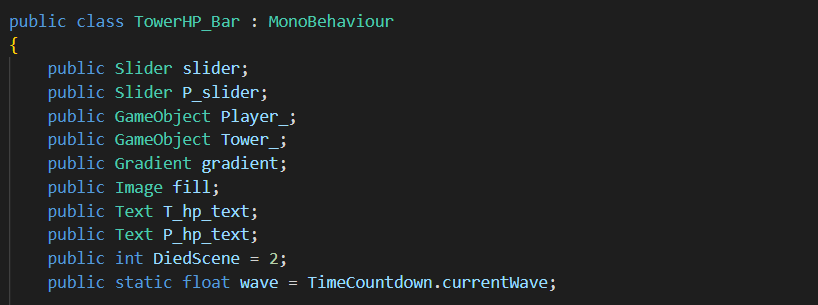 public class TowerHP_Bar : MonoBehaviour
{
public Slider slider;
public Slider P_slider;
public GameObject Player_;
public GameObject Tower_;
public Gradient gradient;
public Image fill;
public Text T_hp_text;
public Text P_hp_text;
public int DiedScene = 2;
public static float wave = TimeCountdown.currentWave;